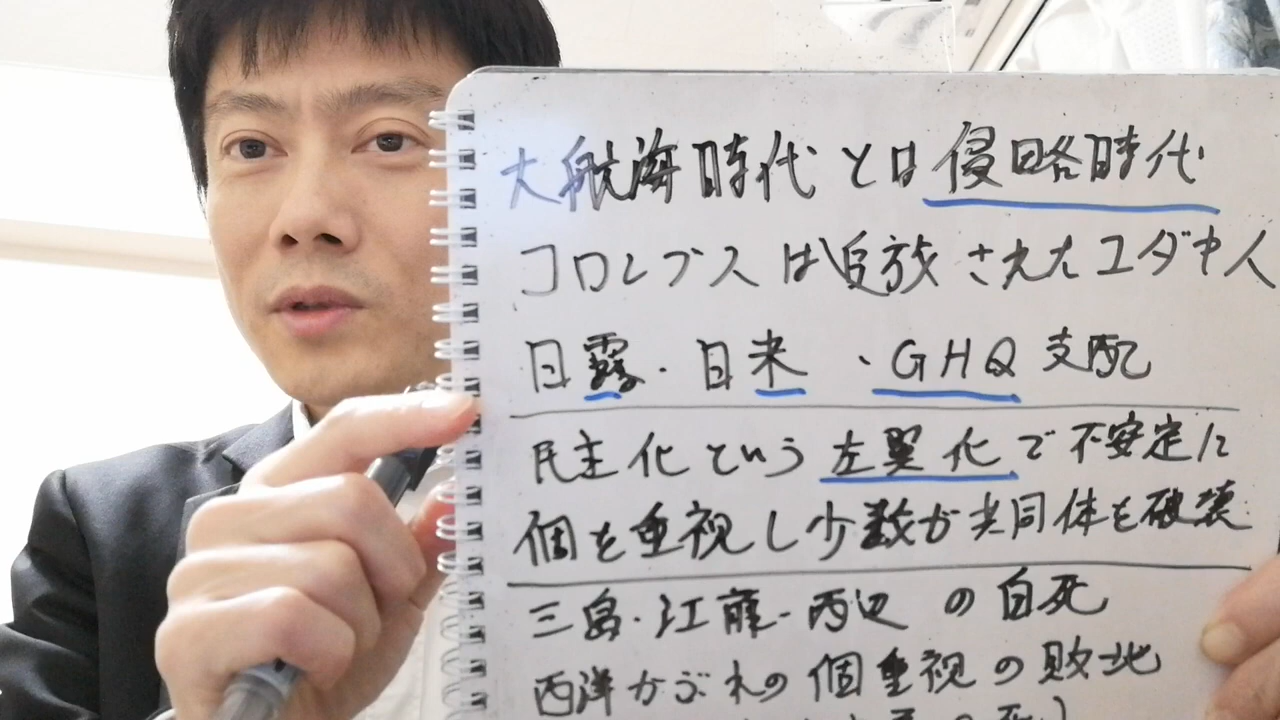 大航海時代とは侵略時代
コロンブスは追放されたユダヤ人
日露・日米・GHQ支配
民主化という左翼化で不安定に
個を重視し少数が共同体を破壊
三島・江藤・西辺の自死
西洋かぶれの個重視の敗北